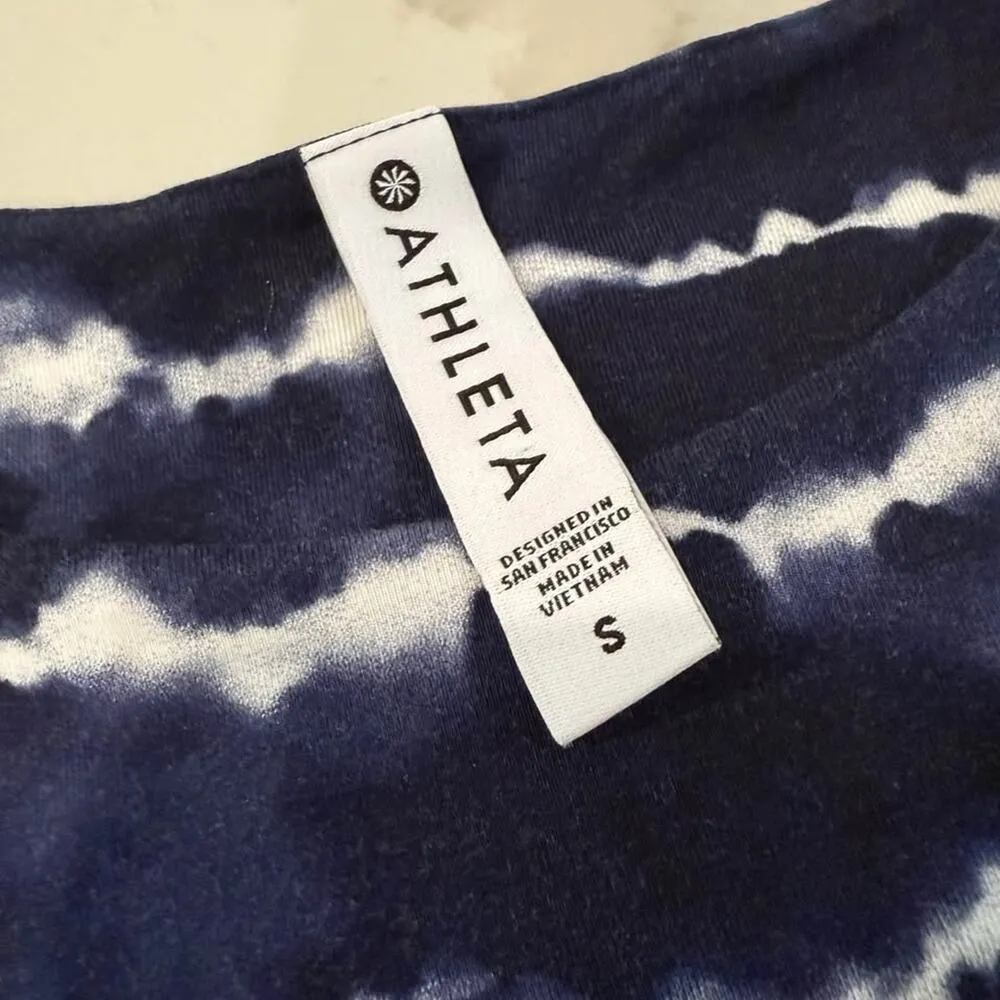 ATHLETA
DESIGNED IN
SAN FRANCISCO
MADE IN
VIETNAM
S